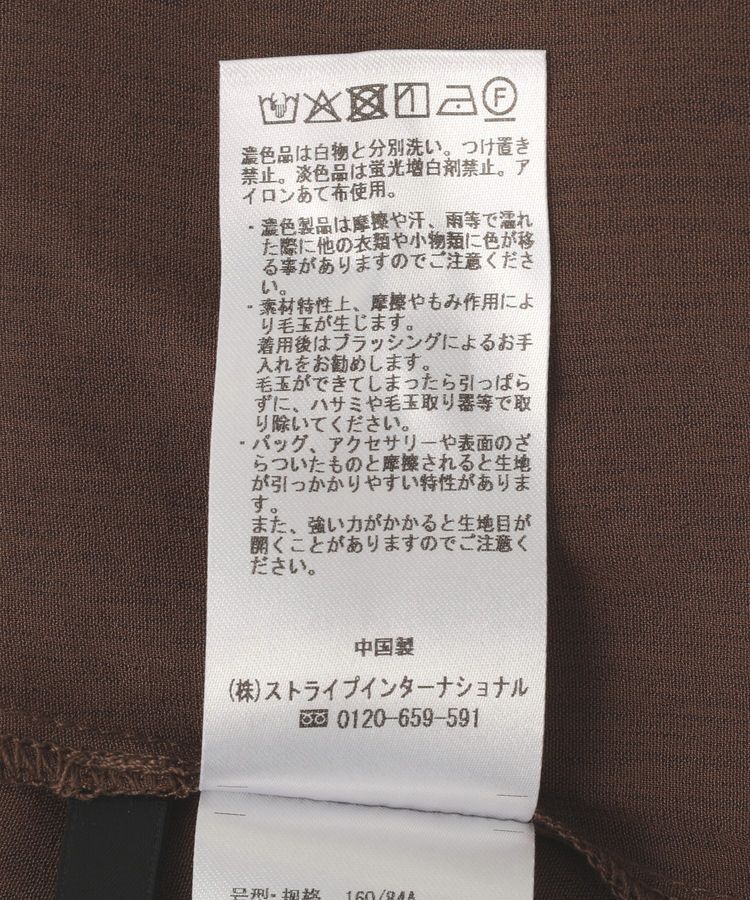 濃色品は白物と分別洗い。つけ置き
禁止。淡色品は蛍光増白剤禁止。ア
イロンあて布使用。
・濃色製品は摩擦や汗、雨等で濡れ
た際に他の衣類や小物類に色が移
る事がありますのでご注意くださ
い。
・素材特性上、摩擦やもみ作用によ
り毛玉が生じます。
着用後はブラッシングによるお手
入れをお勧めします。
毛玉ができてしまったら引っぱら
ずに、ハサミや毛玉取り器等で取
り除いてください。
・バッグ、アクセサリーや表面のざ
らついたものと摩擦されると生地
が引っかかりやすい特性がありま
す。
また、強い力がかかると生地目が
開くことがありますのでご注意く
ださい。
中国製
(株)ストライプインターナショナル
0120-659-591
号型·规格 160/84A